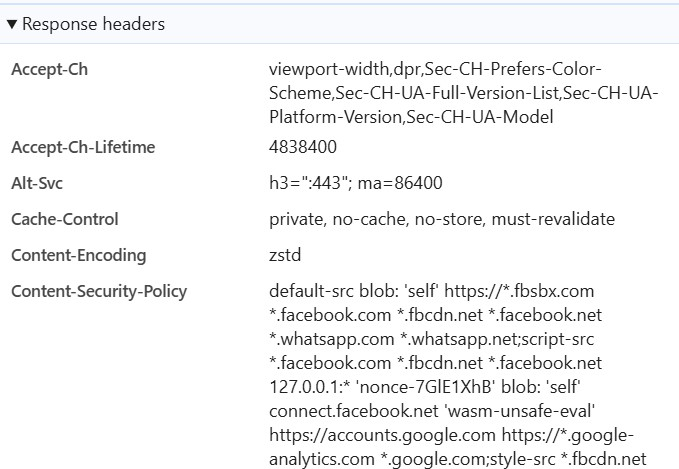 ▼ Response headers
Accept-Ch viewport-width,dpr,Sec-CH-Prefers-Color-
Scheme,Sec-CH-UA-Full-Version-List,Sec-CH-UA-
Platform-Version,Sec-CH-UA-Model
Accept-Ch-Lifetime 4838400
Alt-Svc h3=":443"; ma=86400
Cache-Control private, no-cache, no-store, must-revalidate
Content-Encoding zstd
Content-Security-Policy default-src blob: 'self' https://*.fbsbx.com
*.facebook.com *.fbcdn.net *.facebook.net
*.whatsapp.com *.whatsapp.net;script-src
*.facebook.com *.fbcdn.net *.facebook.net
127.0.0.1:* 'nonce-7GlE1XhB' blob: 'self'
connect.facebook.net 'wasm-unsafe-eval'
https://accounts.google.com https://*.google-
analytics.com *.google.com;style-src *.fbcdn.net